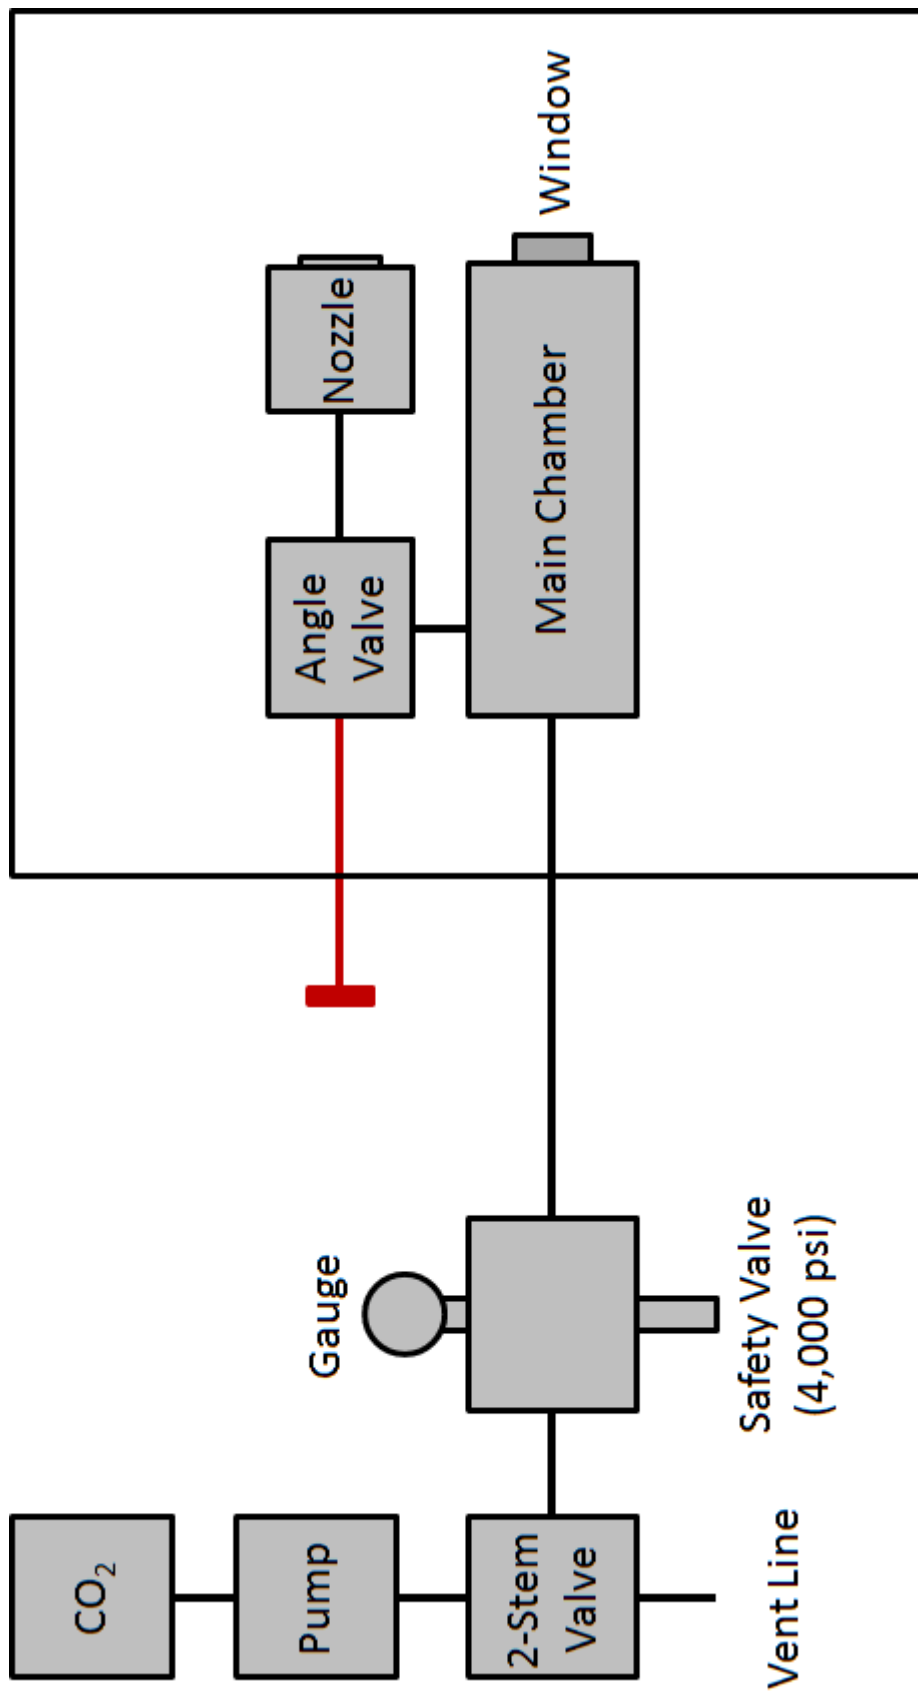 CO₂
Pump
2-Stem
Valve
Vent Line
Gauge
Safety Valve
(4,000 psi)
Angle
Valve
Nozzle
Main Chamber
Window